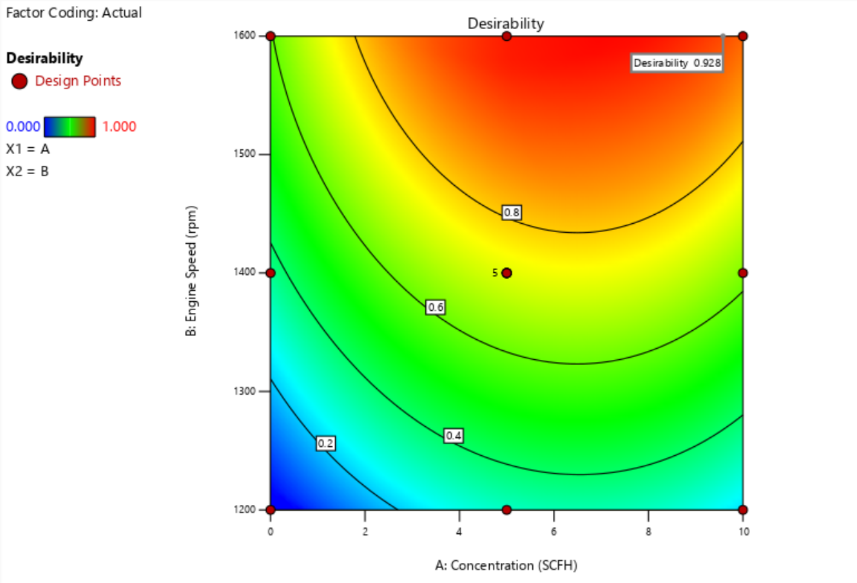 Factor Coding: Actual
Desirability
Design Points
0.000 1.000
X1 = A
X2 = B
Desirability
B: Engine Speed (rpm)
1600
1500
1400
1300
1200
Desirability 0.928
0.8
5
0.6
0.4
0.2
0 2 4 6 8 10
A: Concentration (SCFH)